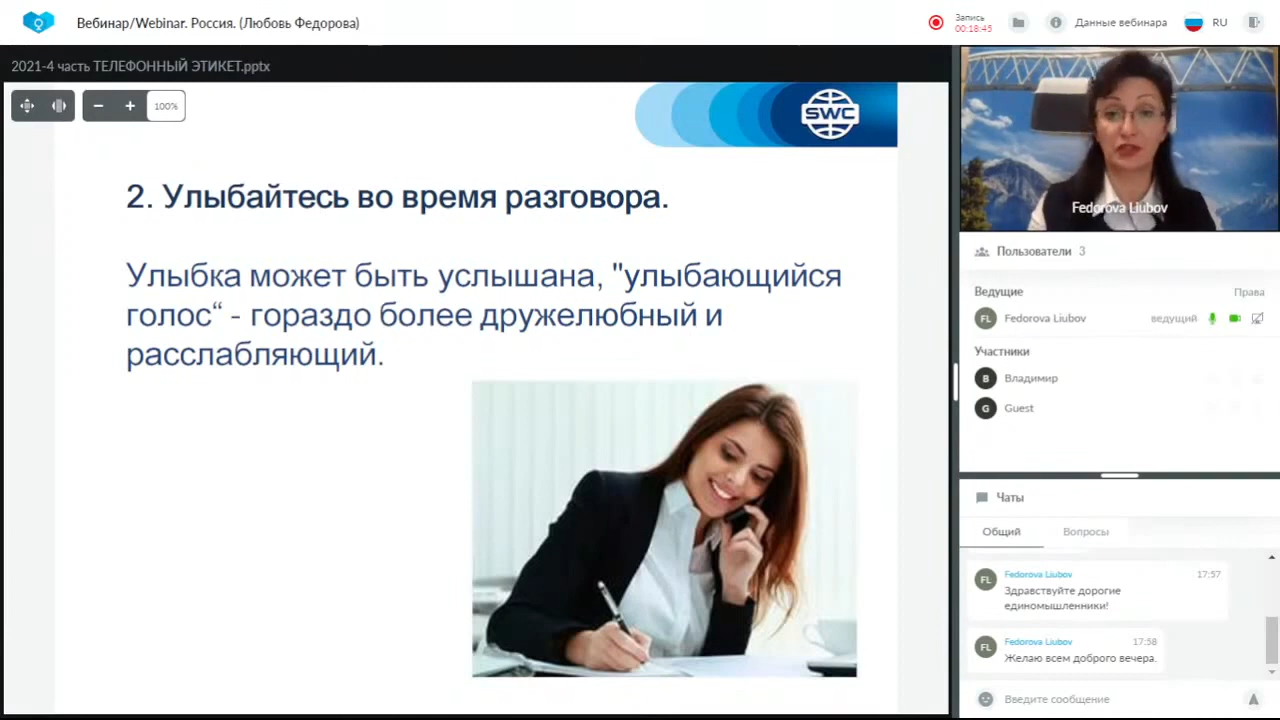 Вебинар/Webinar. Россия. (Любовь Федорова)
Запись
00:18:45
Данные вебинара
RU
2021-4 часть ТЕЛЕФОННЫЙ ЭТИКЕТ.pptx
100%
SWC
2. Улыбайтесь во время разговора.
Улыбка может быть услышана, "улыбающийся
голос“ - гораздо более дружелюбный и
расслабляющий.
Fedorova Liubov
Пользователи 3
Ведущие Права
FL Fedorova Liubov ведущий
Участники
В Владимир
G Guest
Чаты
Общий Вопросы
FL Fedorova Liubov 17:57
Здравствуйте дорогие
единомышленники!
FL Fedorova Liubov 17:58
Желаю всем доброго вечера.
Введите сообщение